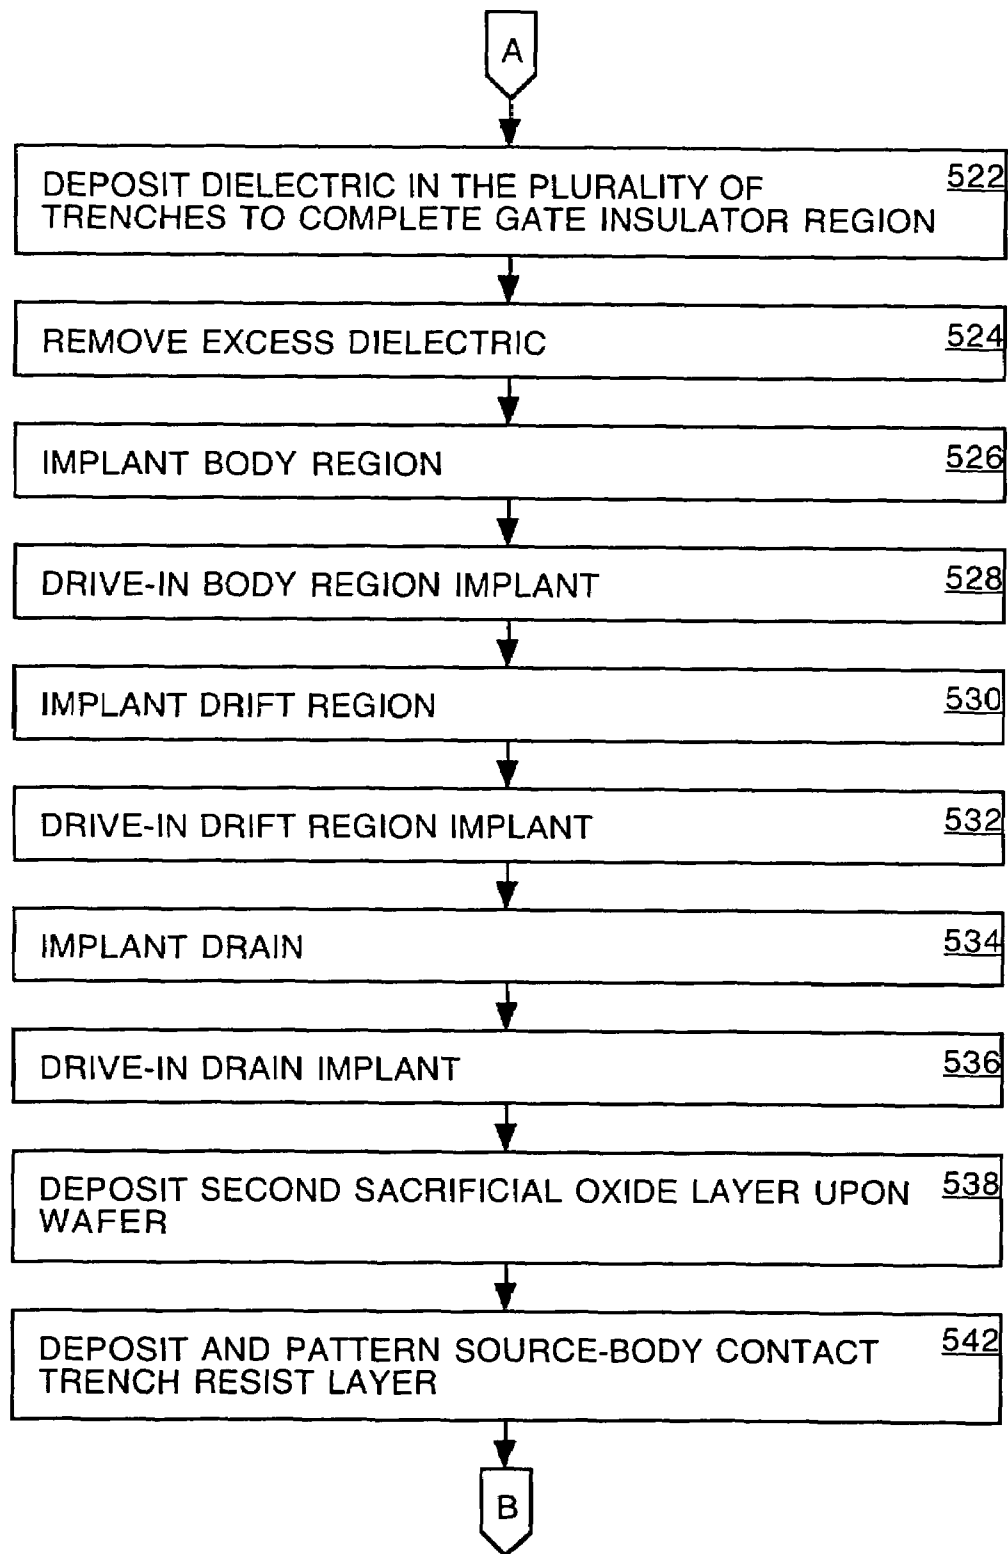 A
DEPOSIT DIELECTRIC IN THE PLURALITY OF 522
TRENCHES TO COMPLETE GATE INSULATOR REGION
REMOVE EXCESS DIELECTRIC 524
IMPLANT BODY REGION 526
DRIVE-IN BODY REGION IMPLANT 528
IMPLANT DRIFT REGION 530
DRIVE-IN DRIFT REGION IMPLANT 532
IMPLANT DRAIN 534
DRIVE-IN DRAIN IMPLANT 536
DEPOSIT SECOND SACRIFICIAL OXIDE LAYER UPON 538
WAFER
DEPOSIT AND PATTERN SOURCE-BODY CONTACT 542
TRENCH RESIST LAYER
B